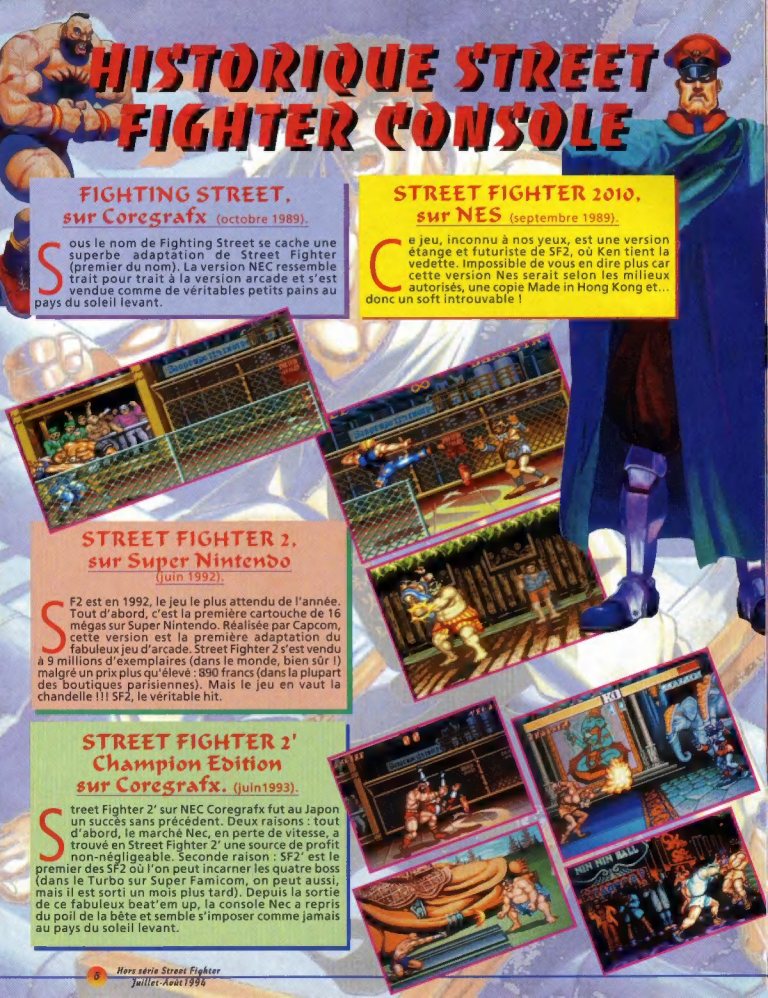 HISTORIQUE STREET
FIGHTER CONSOLE
FIGHTING STREET,
sur Coregrafx (octobre 1989).
Sous le nom de Fighting Street se cache une
superbe adaptation de Street Fighter
(premier du nom). La version NEC ressemble
trait pour trait à la version arcade et s'est
vendue comme de véritables petits pains au
pays du soleil levant.
STREET FIGHTER 2010,
sur NES (septembre 1989).
Ce jeu, inconnu à nos yeux, est une version
étange et futuriste de SF2, où Ken tient la
vedette. Impossible de vous en dire plus car
cette version Nes serait selon les milieux
autorisés, une copie Made in Hong Kong et...
donc un soft introuvable !
STREET FIGHTER 2,
sur Super Nintendo
(juin 1992).
SF2 est en 1992, le jeu le plus attendu de l'année.
Tout d'abord, c'est la première cartouche de 16
mégas sur Super Nintendo. Réalisée par Capcom,
cette version est la première adaptation du
fabuleux jeu d'arcade. Street Fighter 2 s'est vendu
à 9 millions d'exemplaires (dans le monde, bien sûr !)
malgré un prix plus qu'élevé : 890 francs (dans la plupart
des boutiques parisiennes). Mais le jeu en vaut la
chandelle !!! SF2, le véritable hit.
STREET FIGHTER 2'
Champion Edition
sur Coregrafx. (juin1993).
Street Fighter 2' sur NEC Coregrafx fut au Japon
un succès sans précédent. Deux raisons : tout
d'abord, le marché Nec, en perte de vitesse, a
trouvé en Street Fighter 2' une source de profit
non-négligeable. Seconde raison : SF2' est le
premier des SF2 où l'on peut incarner les quatre boss
(dans le Turbo sur Super Famicom, on peut aussi,
mais il est sorti un mois plus tard). Depuis la sortie
de ce fabuleux beat'em up, la console Nec a repris
du poil de la bête et semble s'imposer comme jamais
au pays du soleil levant.
KO
MIN MIN BALL
Hors série Street Fighter
Juillet-Août 1994